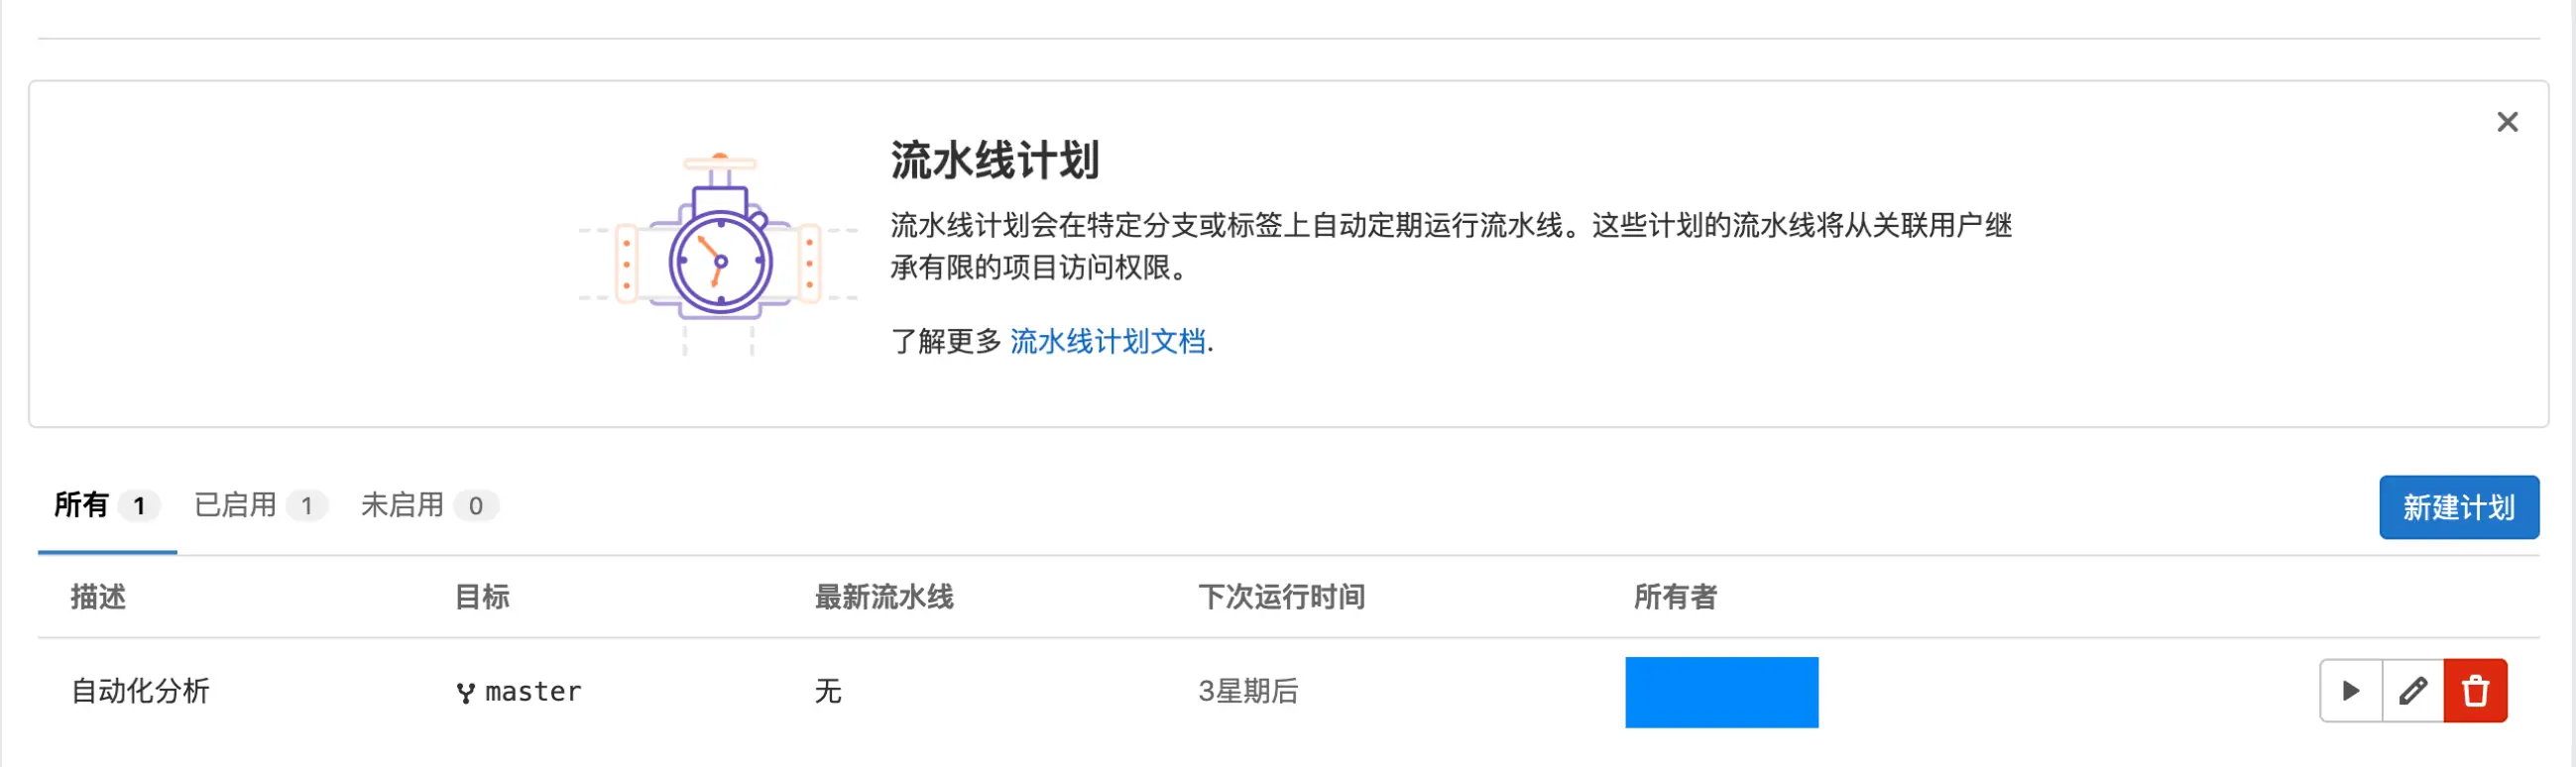 流水线计划
流水线计划会在特定分支或标签上自动定期运行流水线。这些计划的流水线将从关联用户继
承有限的项目访问权限。
了解更多 流水线计划文档.
所有 1 已启用 1 未启用 0 新建计划
描述 目标 最新流水线 下次运行时间 所有者
自动化分析 master 无 3星期后